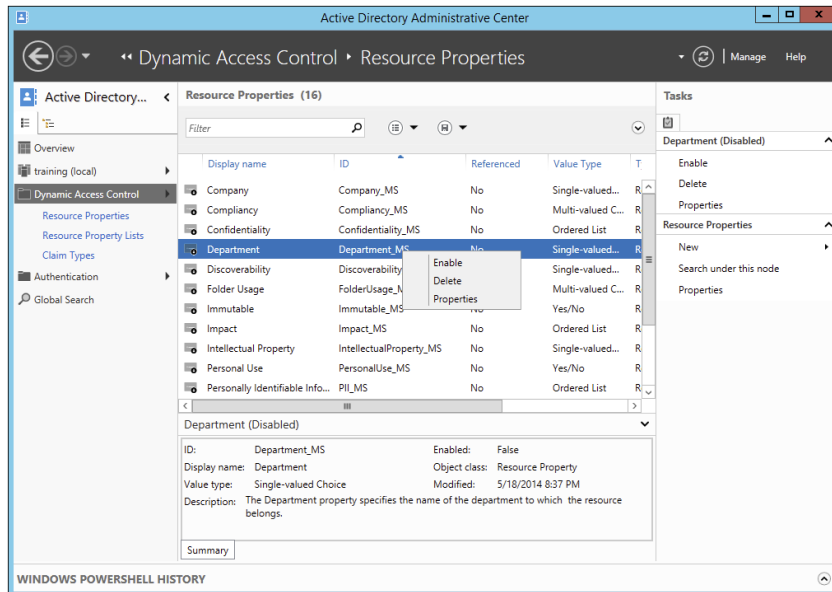 Active Directory Administrative Center
Dynamic Access Control Resource Properties
Manage Help
Active Directory...
Overview
training (local)
Dynamic Access Control
Resource Properties
Resource Property Lists
Claim Types
Authentication
Global Search
Resource Properties (16)
Filter
Display name ID Referenced Value Type T
Company Company_MS No Single-valued... R
Compliancy Compliancy_MS No Multi-valued C... R
Confidentiality Confidentiality_MS No Ordered List R
Department Department_MS No Single-valued... R
Discoverability Discoverability Single-valued... R
Folder Usage FolderUsage_M Multi-valued C... R
Immutable Immutable_MS Yes/No R
Impact Impact_MS No Ordered List R
Intellectual Property IntellectualProperty_MS No Single-valued... R
Personal Use PersonalUse_MS No Yes/No R
Personally Identifiable Info... PII_MS No Ordered List R
Enable
Delete
Properties
Department (Disabled)
ID: Department_MS Enabled: False
Display name: Department Object class: Resource Property
Value type: Single-valued Choice Modified: 5/18/2014 8:37 PM
Description: The Department property specifies the name of the department to which the resource
belongs.
Summary
Tasks
Department (Disabled)
Enable
Delete
Properties
Resource Properties
New
Search under this node
Properties
WINDOWS POWERSHELL HISTORY